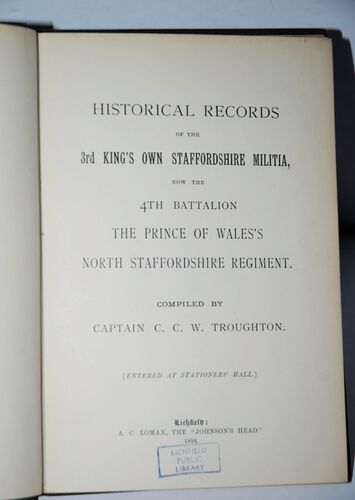 HISTORICAL RECORDS
OF THE
3rd KING'S OWN STAFFORDSHIRE MILITIA,
NOW THE
4TH BATTALION
THE PRINCE OF WALES'S
NORTH STAFFORDSHIRE REGIMENT.
COMPILED BY
CAPTAIN C. C. W. TROUGHTON.
[ENTERED AT STATIONERS' HALL.]
Lichfield:
A. C. LOMAX, THE "JOHNSON'S HEAD."
1894.
LICHFIELD
PUBLIC
LIBRARY